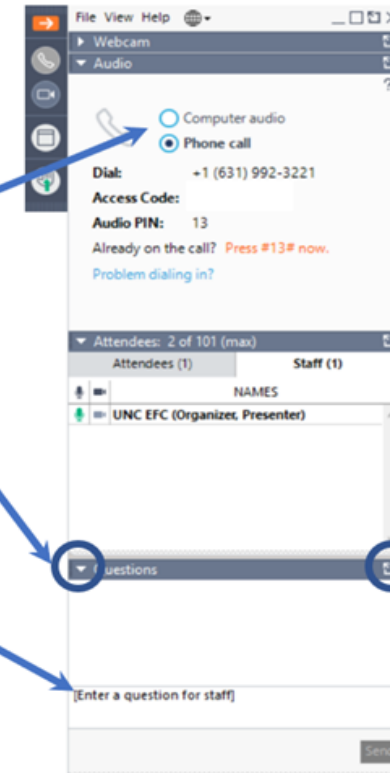 File View Help
Webcam
Audio
?
Computer audio
Phone call
Dial: +1 (631) 992-3221
Access Code:
Audio PIN: 13
Already on the call? Press #13# now.
Problem dialing in?
Attendees: 2 of 101 (max)
Attendees (1) Staff (1)
NAMES
UNC EFC (Organizer, Presenter)
Questions
[Enter a question for staff]
Send